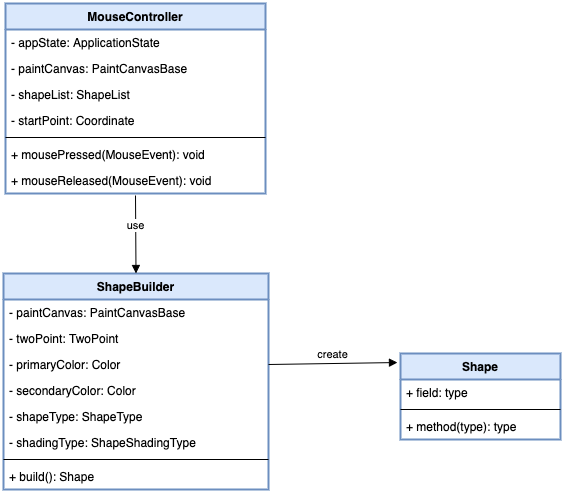 MouseController
- appState: ApplicationState
- paintCanvas: PaintCanvasBase
- shapeList: ShapeList
- startPoint: Coordinate
+ mousePressed(MouseEvent): void
+ mouseReleased(MouseEvent): void
use
ShapeBuilder
- paintCanvas: PaintCanvasBase
- twoPoint: TwoPoint
- primaryColor: Color
- secondaryColor: Color
- shapeType: ShapeType
- shadingType: ShapeShadingType
+ build(): Shape
create
Shape
+ field: type
+ method(type): type